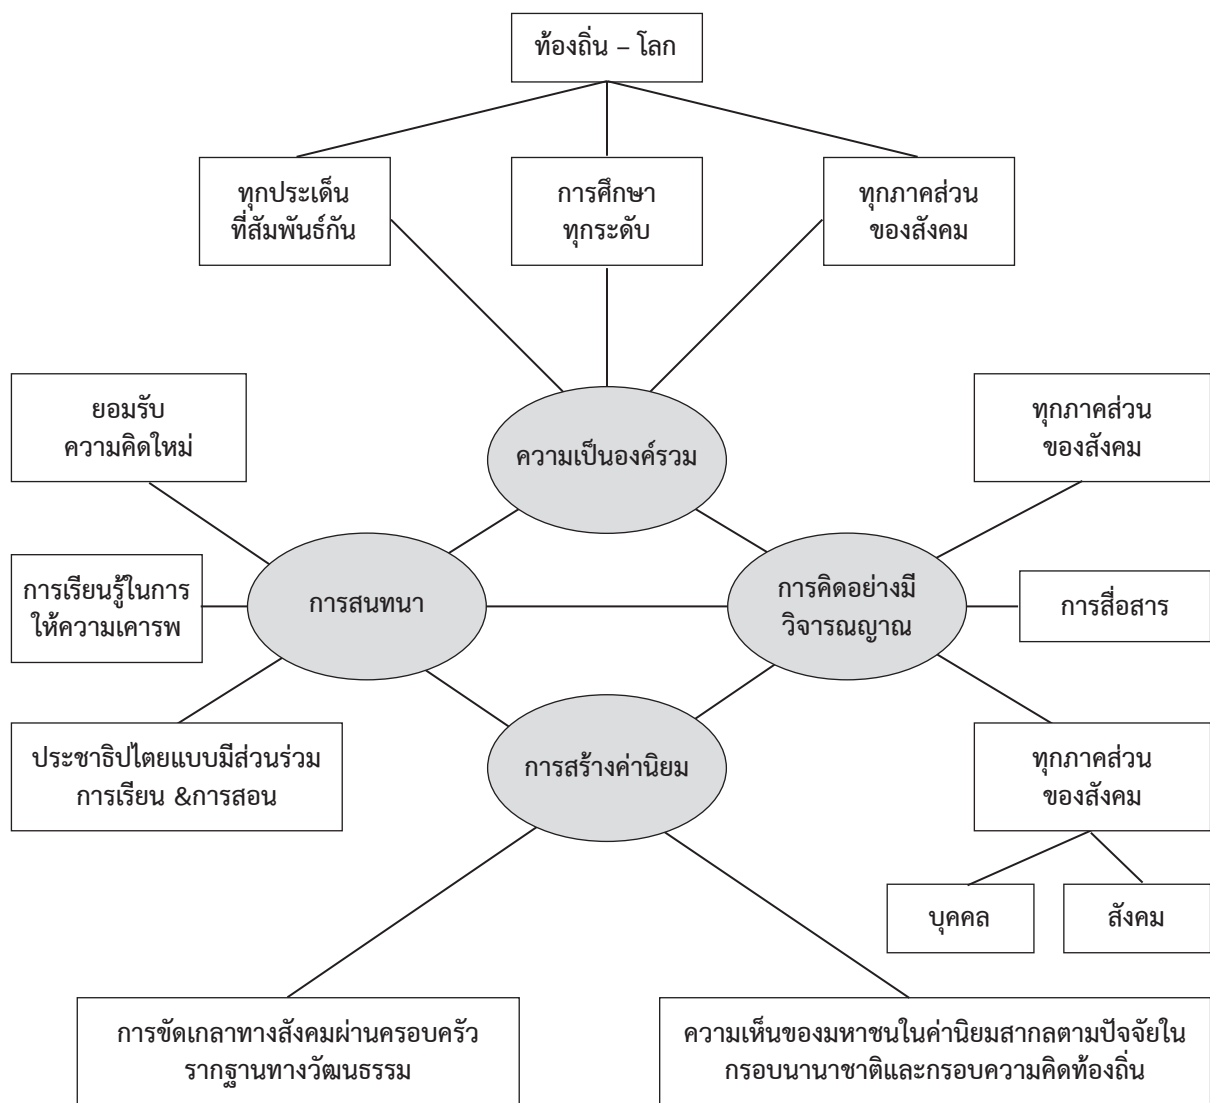 ท้องถิ่น – โลก
ทุกประเด็น
ที่สัมพันธ์กัน
การศึกษา
ทุกระดับ
ทุกภาคส่วน
ของสังคม
ยอมรับ
ความคิดใหม่
ความเป็นองค์รวม
ทุกภาคส่วน
ของสังคม
การเรียนรู้ในการ
ให้ความเคารพ
การสนทนา
การคิดอย่างมี
วิจารณญาณ
การสื่อสาร
ประชาธิปไตยแบบมีส่วนร่วม
การเรียน &การสอน
การสร้างค่านิยม
ทุกภาคส่วน
ของสังคม
บุคคล
สังคม
การขัดเกลาทางสังคมผ่านครอบครัว
รากฐานทางวัฒนธรรม
ความเห็นของมหาชนในค่านิยมสากลตามปัจจัยใน
กรอบนานาชาติและกรอบความคิดท้องถิ่น